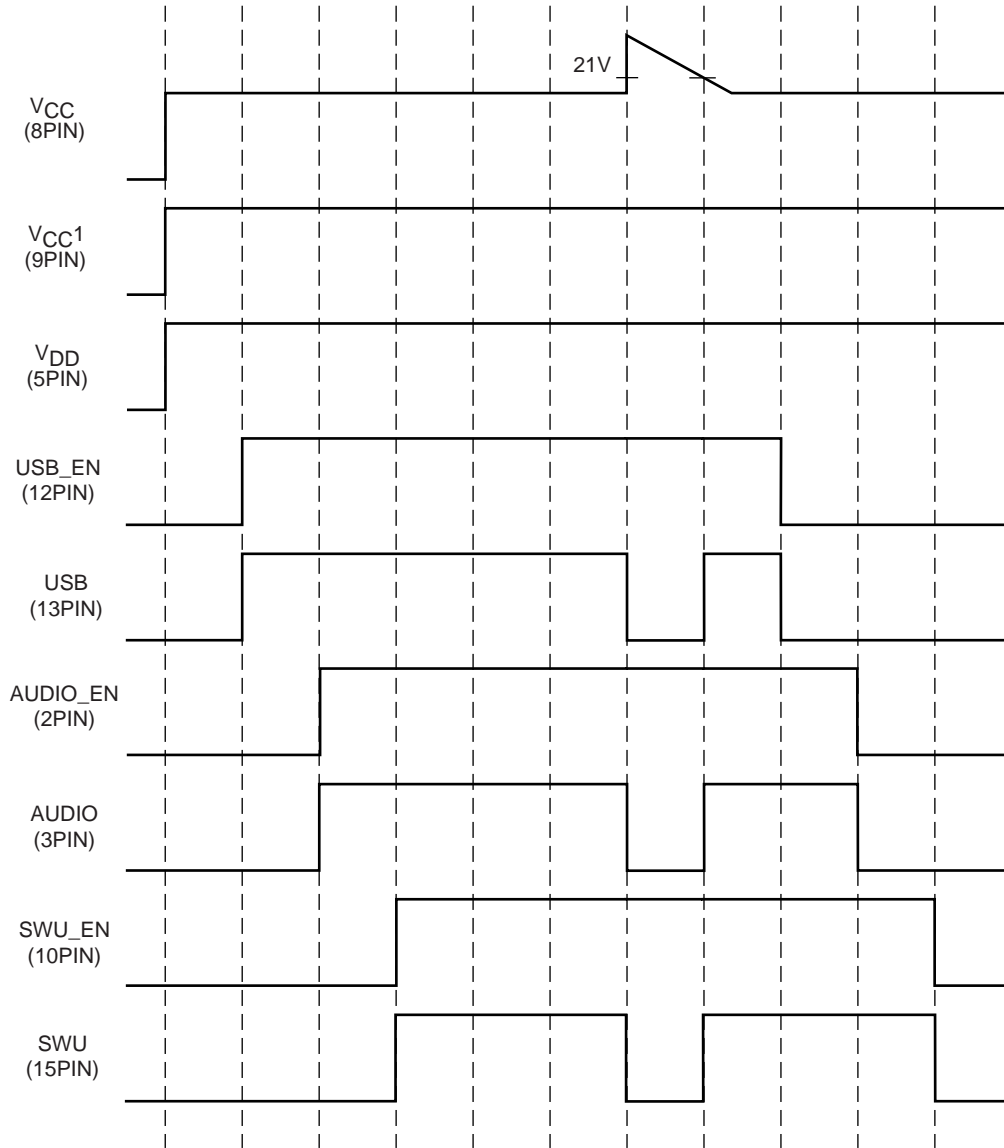 21V
VCC
(8PIN)
VCC1
(9PIN)
VDD
(5PIN)
USB_EN
(12PIN)
USB
(13PIN)
AUDIO_EN
(2PIN)
AUDIO
(3PIN)
SWU_EN
(10PIN)
SWU
(15PIN)